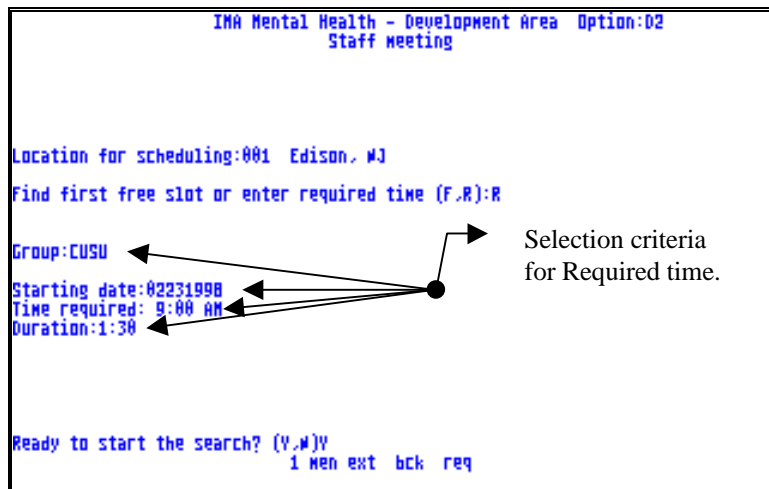 IMA Mental Health - Development Area Option:D2
Staff meeting
Location for scheduling:001 Edison, NJ
Find first free slot or enter required time (F,R):R
Group:CUSU
Selection criteria
for Required time.
Starting date:02231998
Time required: 9:00 AM
Duration:1:30
Ready to start the search? (Y,N)Y
1 men ext bck req